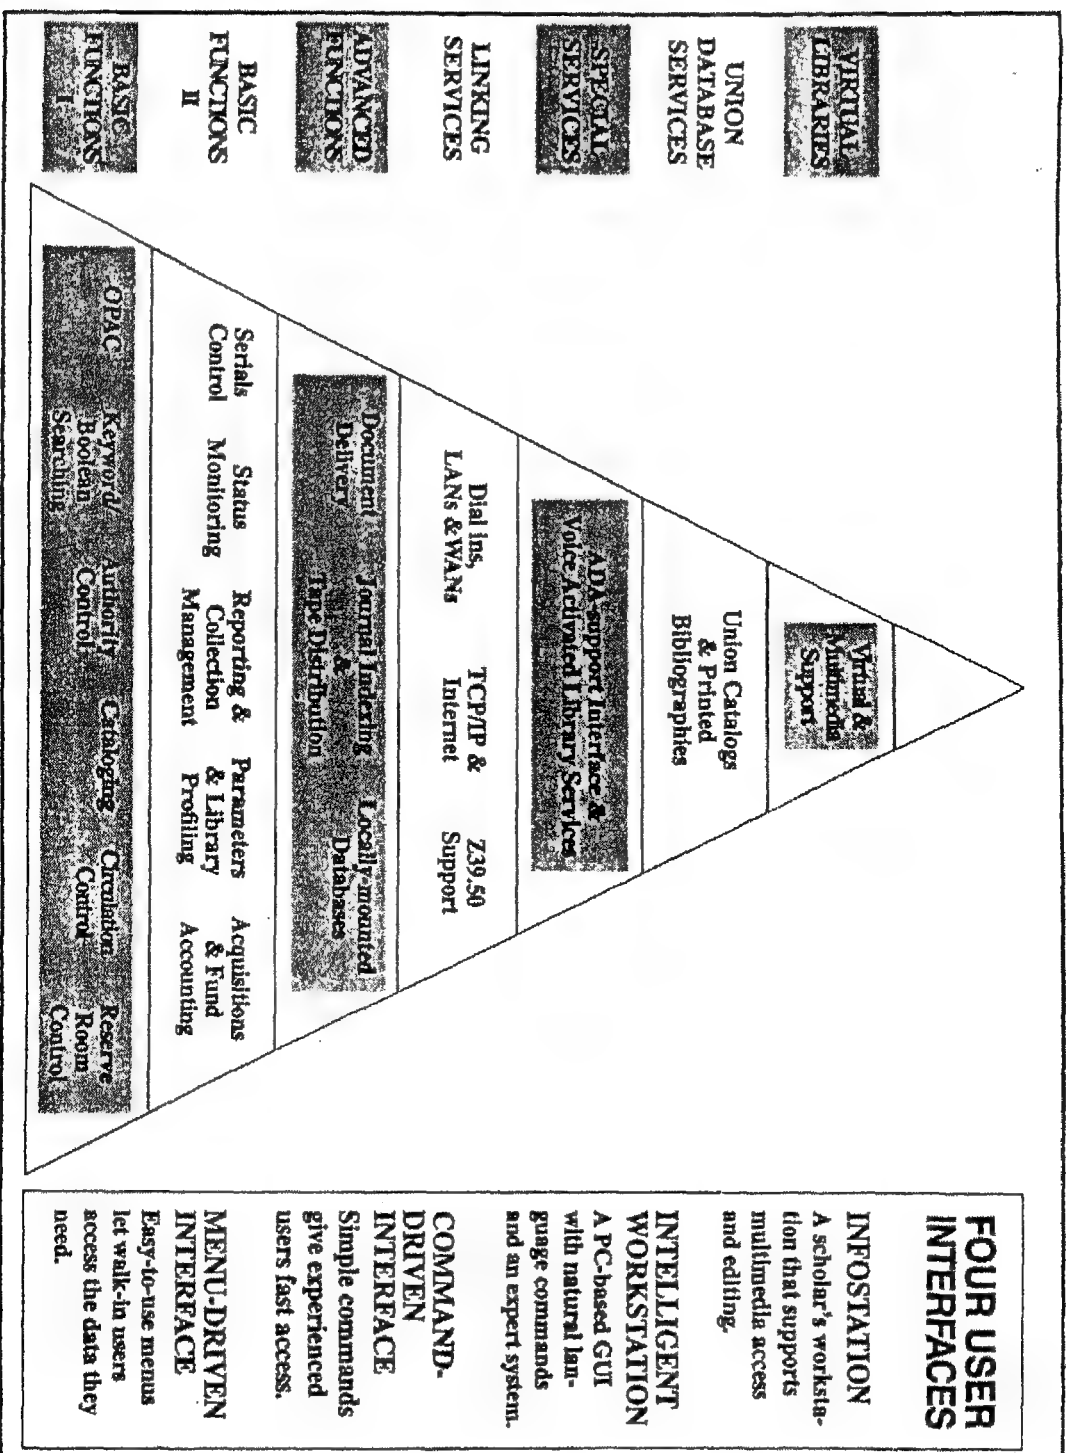 VIRTUAL
LIBRARIES
UNION
DATABASE
SERVICES
SPECIAL
SERVICES
LINKING
SERVICES
ADVANCED
FUNCTIONS
BASIC
FUNCTIONS
II
BASIC
FUNCTIONS
I
Virtual &
Multimedia
Support
Union Catalogs
& Printed
Bibliographies
ADA-support Interface &
Voice Activated Library Services
Dial ins,
LANs & WANs
TCP/IP &
Internet
Z39.50
Support
Document
Delivery
Journal Indexing
&
Tape Distribution
Locally-mounted
Databases
Serials
Control
Status
Monitoring
Reporting &
Collection
Management
Parameters
& Library
Profiling
Acquisitions
& Fund
Accounting
OPAC
Keyword/
Boolean
Searching
Authority
Control
Cataloging
Circulation
Control
Reserve
Room
Control
FOUR USER
INTERFACES
INFOSTATION
A scholar's worksta-
tion that supports
multimedia access
and editing.
INTELLIGENT
WORKSTATION
A PC-based GUI
with natural lan-
guage commands
and an expert system.
COMMAND-
DRIVEN
INTERFACE
Simple commands
give experienced
users fast access.
MENU-DRIVEN
INTERFACE
Easy-to-use menus
let walk-in users
access the data they
need.